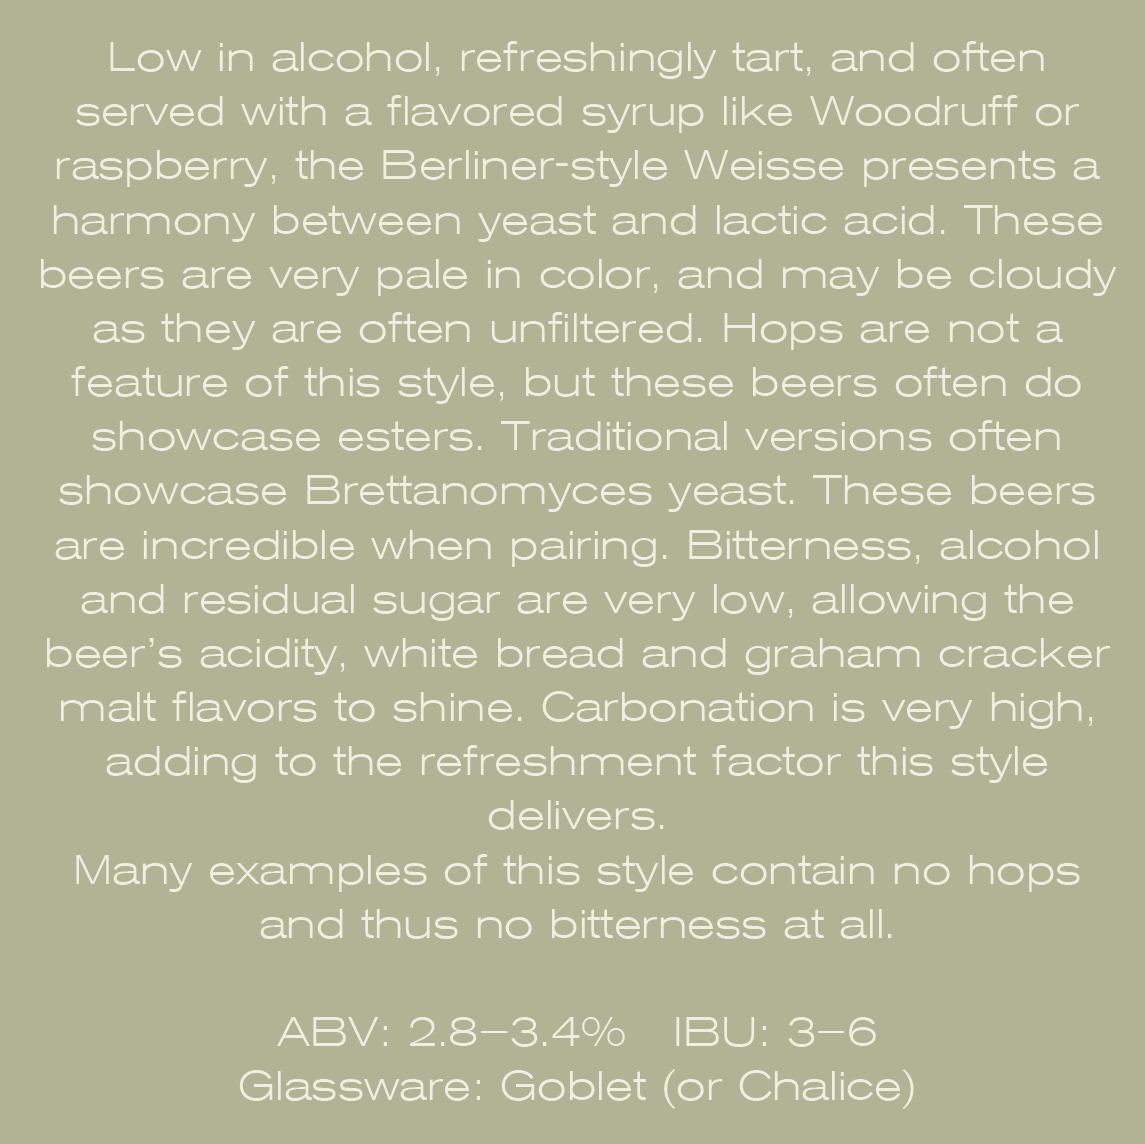 Low in alcohol, refreshingly tart, and often
served with a flavored syrup like Woodruff or
raspberry, the Berliner-style Weisse presents a
harmony between yeast and lactic acid. These
beers are very pale in color, and may be cloudy
as they are often unfiltered. Hops are not a
feature of this style, but these beers often do
showcase esters. Traditional versions often
showcase Brettanomyces yeast. These beers
are incredible when pairing. Bitterness, alcohol
and residual sugar are very low, allowing the
beer’s acidity, white bread and graham cracker
malt flavors to shine. Carbonation is very high,
adding to the refreshment factor this style
delivers.
Many examples of this style contain no hops
and thus no bitterness at all.
ABV: 2.8–3.4% IBU: 3–6
Glassware: Goblet (or Chalice)